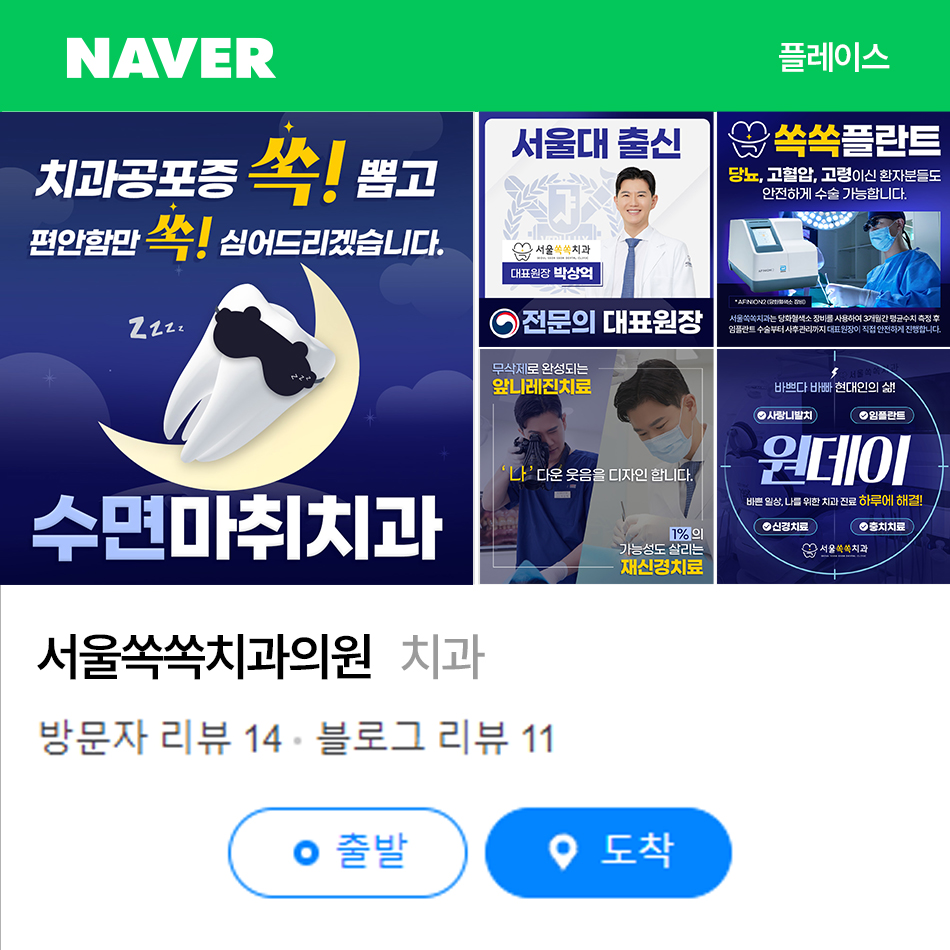 NAVER
플레이스
치과공포증 쏙! 뽑고
편안함만 쏙! 심어드리겠습니다.
zzzz
zzz
수면마취치과
서울대 출신
서울쏙쏙치과
대표원장 박상억
전문의 대표원장
쏙쏙플란트
당뇨, 고혈압, 고령이신 환자분들도
안전하게 수술 가능합니다.
* AFINION2 (당화혈색소 장비)
서울쏙쏙치과는 당화혈색소 장비를 사용하여 3개월간 평균수치 측정 후
임플란트 수술부터 사후관리까지 대표원장이 직접 안전하게 진행합니다.
무삭제로 완성되는
앞니레진치료
‘나’ 다운 웃음을 디자인 합니다.
1% 의
가능성도 살리는
재신경치료
바쁘다 바빠 현대인의 삶!
사랑니발치
임플란트
원데이
바쁜 일상, 나를 위한 치과 진료 하루에 해결!
신경치료
충치치료
서울쏙쏙치과
서울쏙쏙치과의원 치과
방문자 리뷰 14 · 블로그 리뷰 11
출발
도착